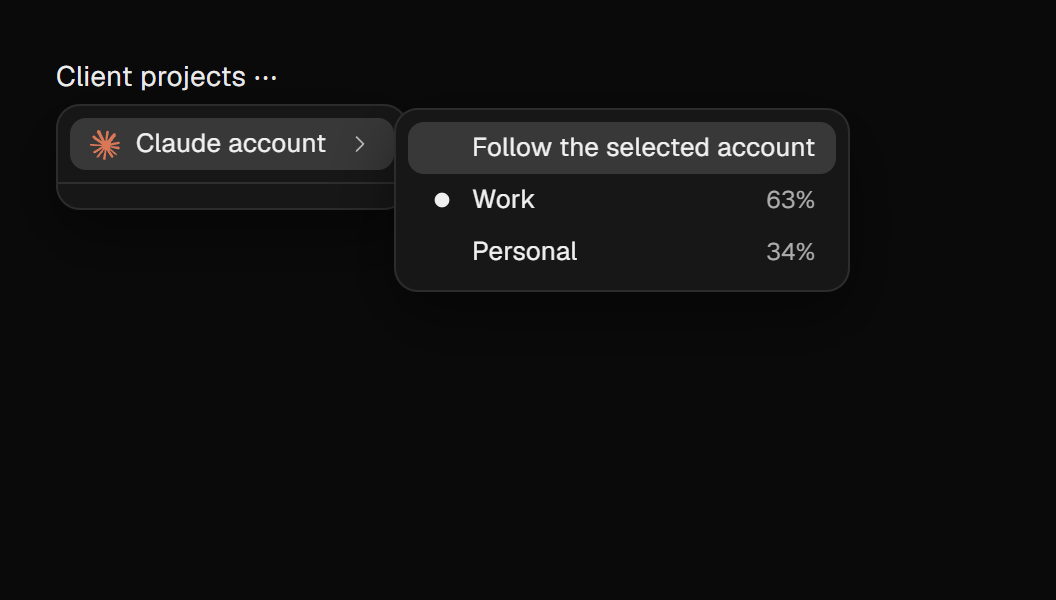 Client projects ···
Claude account
Follow the selected account
Work 63%
Personal 34%